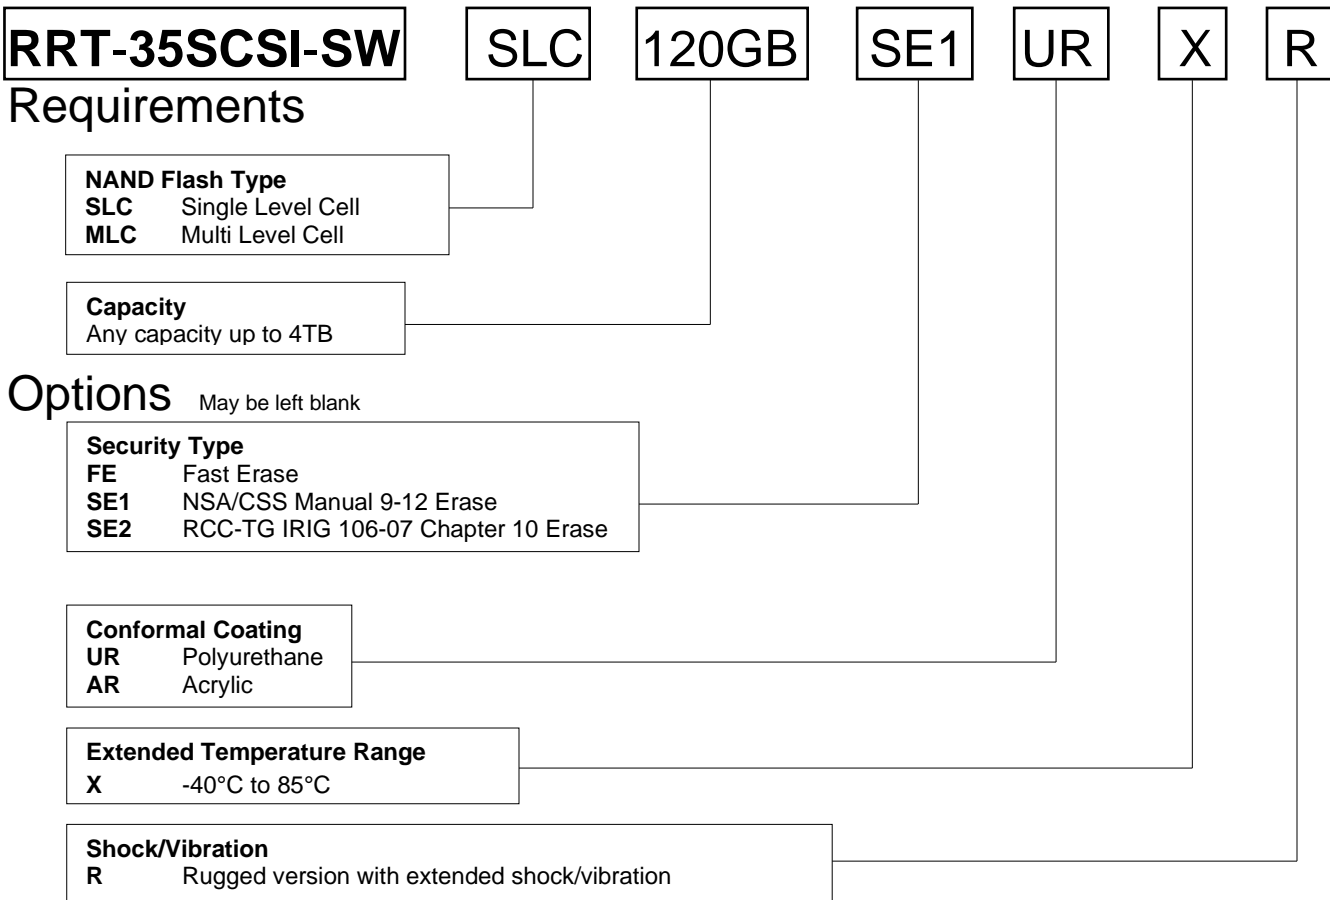 RRT-35SCSI-SW SLC 120GB SE1 UR X R
Requirements
NAND Flash Type
SLC Single Level Cell
MLC Multi Level Cell
Capacity
Any capacity up to 4TB
Options May be left blank
Security Type
FE Fast Erase
SE1 NSA/CSS Manual 9-12 Erase
SE2 RCC-TG IRIG 106-07 Chapter 10 Erase
Conformal Coating
UR Polyurethane
AR Acrylic
Extended Temperature Range
X -40°C to 85°C
Shock/Vibration
R Rugged version with extended shock/vibration